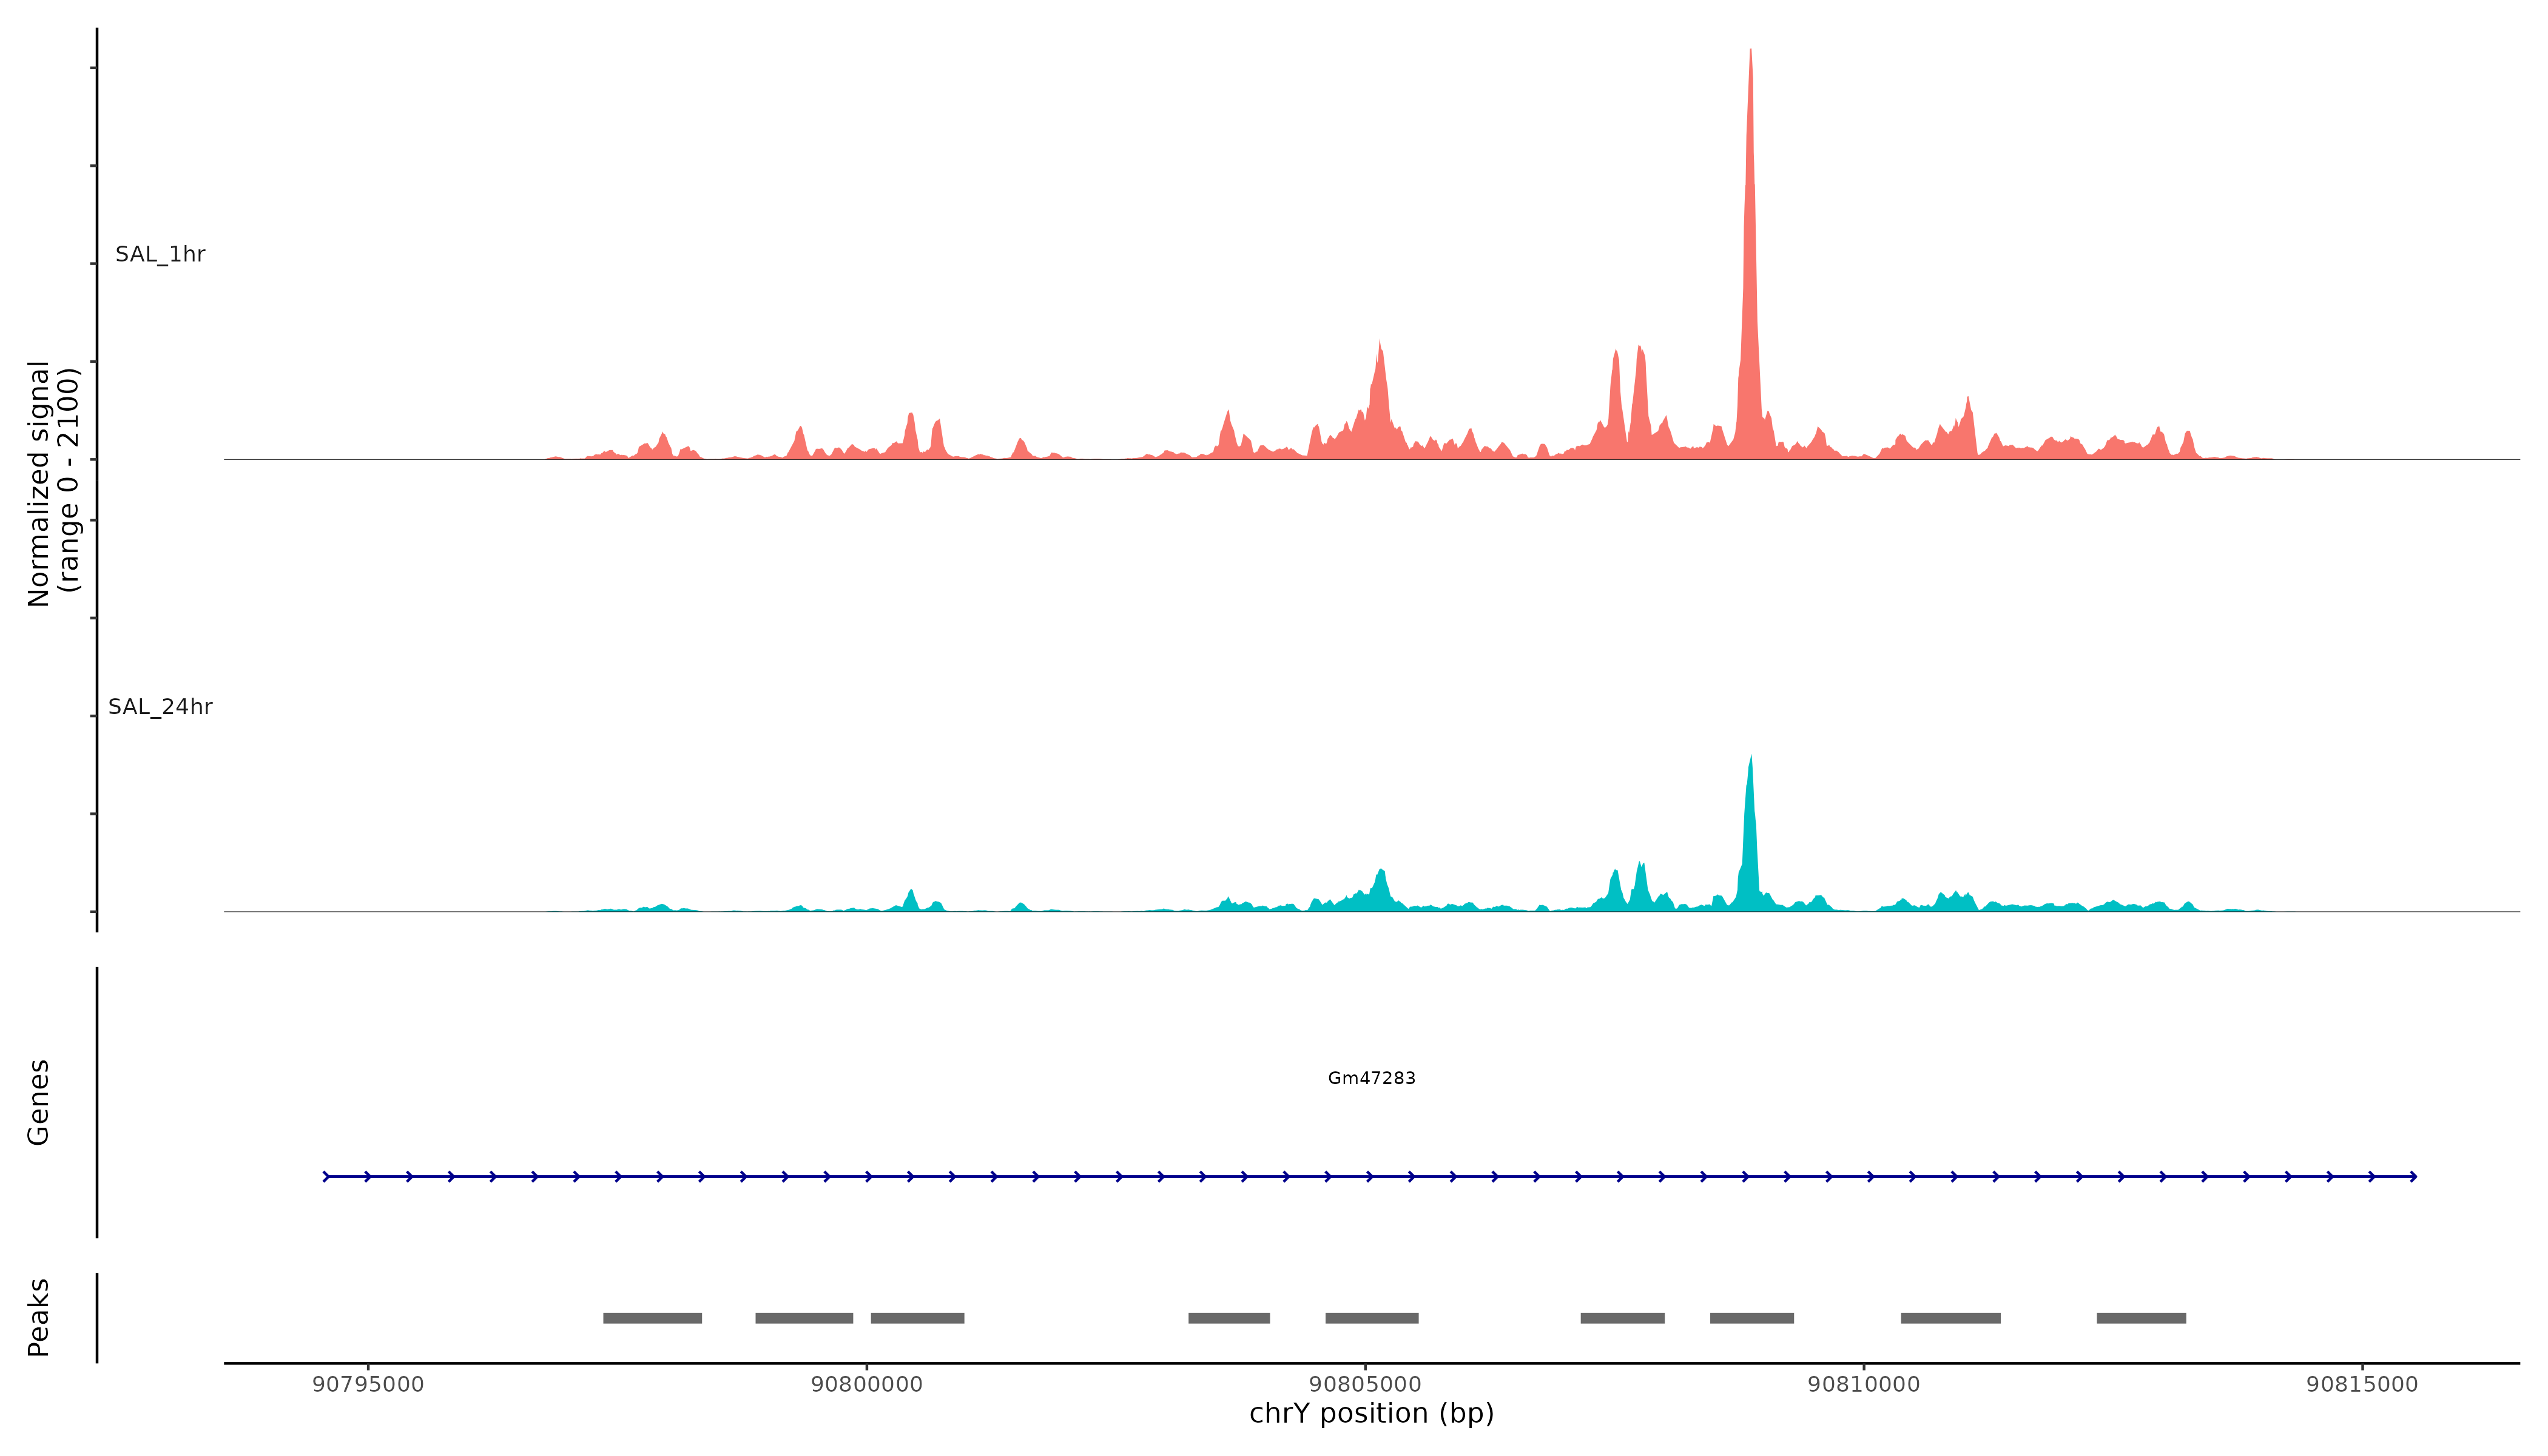 Normalized signal
(range 0 - 2100)
SAL_1hr
SAL_24hr
Genes
Gm47283
Peaks
90795000 90800000 90805000 90810000 90815000
chrY position (bp)